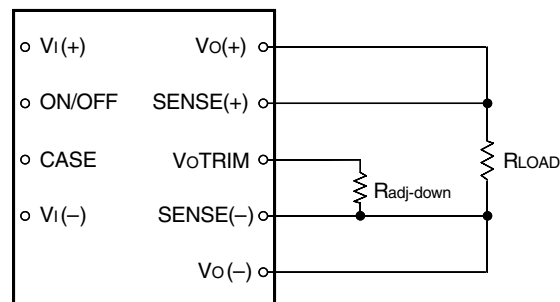 VI(+) VO(+)
ON/OFF SENSE(+)
CASE VOTRIM
RLOAD
Radj-down
VI(–) SENSE(–)
VO(–)